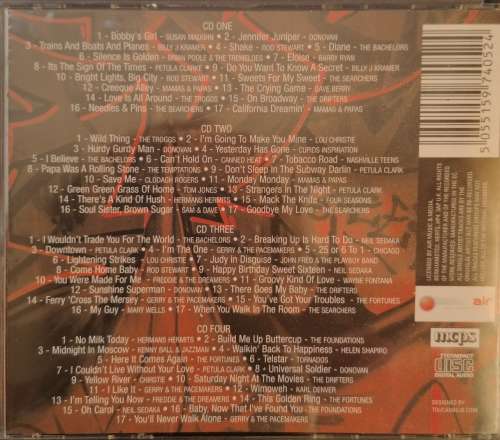 CD ONE
1 - Bobby's Girl - SUSAN MAUGHN • 2 - Jennifer Juniper - DONOVAN
3 - Trains And Boats And Planes - BILLY J KRAMER • 4 - Shake - ROD STEWART • 5 - Diane - THE BACHELORS
6 - Silence Is Golden - BRIAN POOLE & THE TREMELOES • 7 - Eloise - BARRY RYAN
8 - Its The Sign Of The Times - PETULA CLARK • 9 - Do You Want To Know A Secret - BILLY J KRAMER
10 - Bright Lights, Big City - ROD STEWART • 11 - Sweets For My Sweet - THE SEARCHERS
12 - Creeque Alley - MAMAS & PAPAS • 13 - The Crying Game - DAVE BERRY
14 - Love Is All Around - THE TROGGS • 15 - On Broadway - THE DRIFTERS
16 - Needles & Pins - THE SEARCHERS • 17 - California Dreamin' - MAMAS & PAPAS
CD TWO
1 - Wild Thing - THE TROGGS • 2 - I'm Going To Make You Mine - LOU CHRISTIE
3 - Hurdy Gurdy Man - DONOVAN • 4 - Yesterday Has Gone - CUPIDS INSPIRATION
5 - I Believe - THE BACHELORS • 6 - Can't Hold On - CANNED HEAT • 7 - Tobacco Road - NASHVILLE TEENS
8 - Papa Was A Rolling Stone - THE TEMPTATIONS • 9 - Don't Sleep In The Subway Darlin - PETULA CLARK
10 - Save Me - CLODAGH ROGERS • 11 - Monday Monday - MAMAS & PAPAS
12 - Green Green Grass Of Home - TOM JONES • 13 - Strangers In The Night - PETULA CLARK
14 - There's A Kind Of Hush - HERMANS HERMITS • 15 - Mack The Knife - FOUR SEASONS
16 - Soul Sister, Brown Sugar - SAM & DAVE • 17 - Goodbye My Love - THE SEARCHERS
CD THREE
1 - I Wouldn't Trade You For The World - THE BACHELORS • 2 - Breaking Up Is Hard To Do - NEIL SEDAKA
3 - Downtown - PETULA CLARK • 4 - I'm The One - GERRY & THE PACEMAKERS • 5 - 25 or 6 To 1 - CHICAGO
6 - Lightening Strikes - LOU CHRISTIE • 7 - Judy in Disguise - JOHN FRED & THE PLAYBOY BAND
8 - Come Home Baby - ROD STEWART • 9 - Happy Birthday Sweet Sixteen - NEIL SEDAKA
10 - You Were Made For Me - FREDDIE & THE DREAMERS • 11 - Groovy Kind Of Love - WAYNE FONTANA
12 - Sunshine Superman - DONOVAN • 13 - There Goes My Baby - THE DRIFTERS
14 - Ferry 'Cross The Mersey - GERRY & THE PACEMAKERS • 15 - You've Got Your Troubles - THE FORTUNES
16 - My Guy - MARY WELLS • 17 - When You Walk In The Room - THE SEARCHERS
CD FOUR
1 - No Milk Today - HERMANS HERMITS • 2 - Build Me Up Buttercup - THE FOUNDATIONS
3 - Midnight In Moscow - KENNY BALL & JAZZMAN • 4 - Walkin' Back To Happiness - HELEN SHAPIRO
5 - Here It Comes Again - THE FORTUNES • 6 - Telstar - TORNADOS
7 - I Couldn't Live Without Your Love - PETULA CLARK • 8 - Universal Soldier - DONOVAN
9 - Yellow River - CHRISTIE • 10 - Saturday Night At The Movies - THE DRIFTERS
11 - I Like It - GERRY & THE PACEMAKERS • 12 - Wimoweh - KARL DENVER
13 - I'm Telling You Now - FREDDIE & THE DREAMERS • 14 - This Golden Ring - THE FORTUNES
15 - Oh Carol - NEIL SEDAKA • 16 - Baby, Now That I've Found You - THE FOUNDATIONS
17 - You'll Never Walk Alone - GERRY & THE PACEMAKERS
5 055159 740524
LICENSED BY AIR MUSIC & MEDIA.
air
mcps
COMPACT
disc
DIGITAL AUDIO
DESIGNED BY